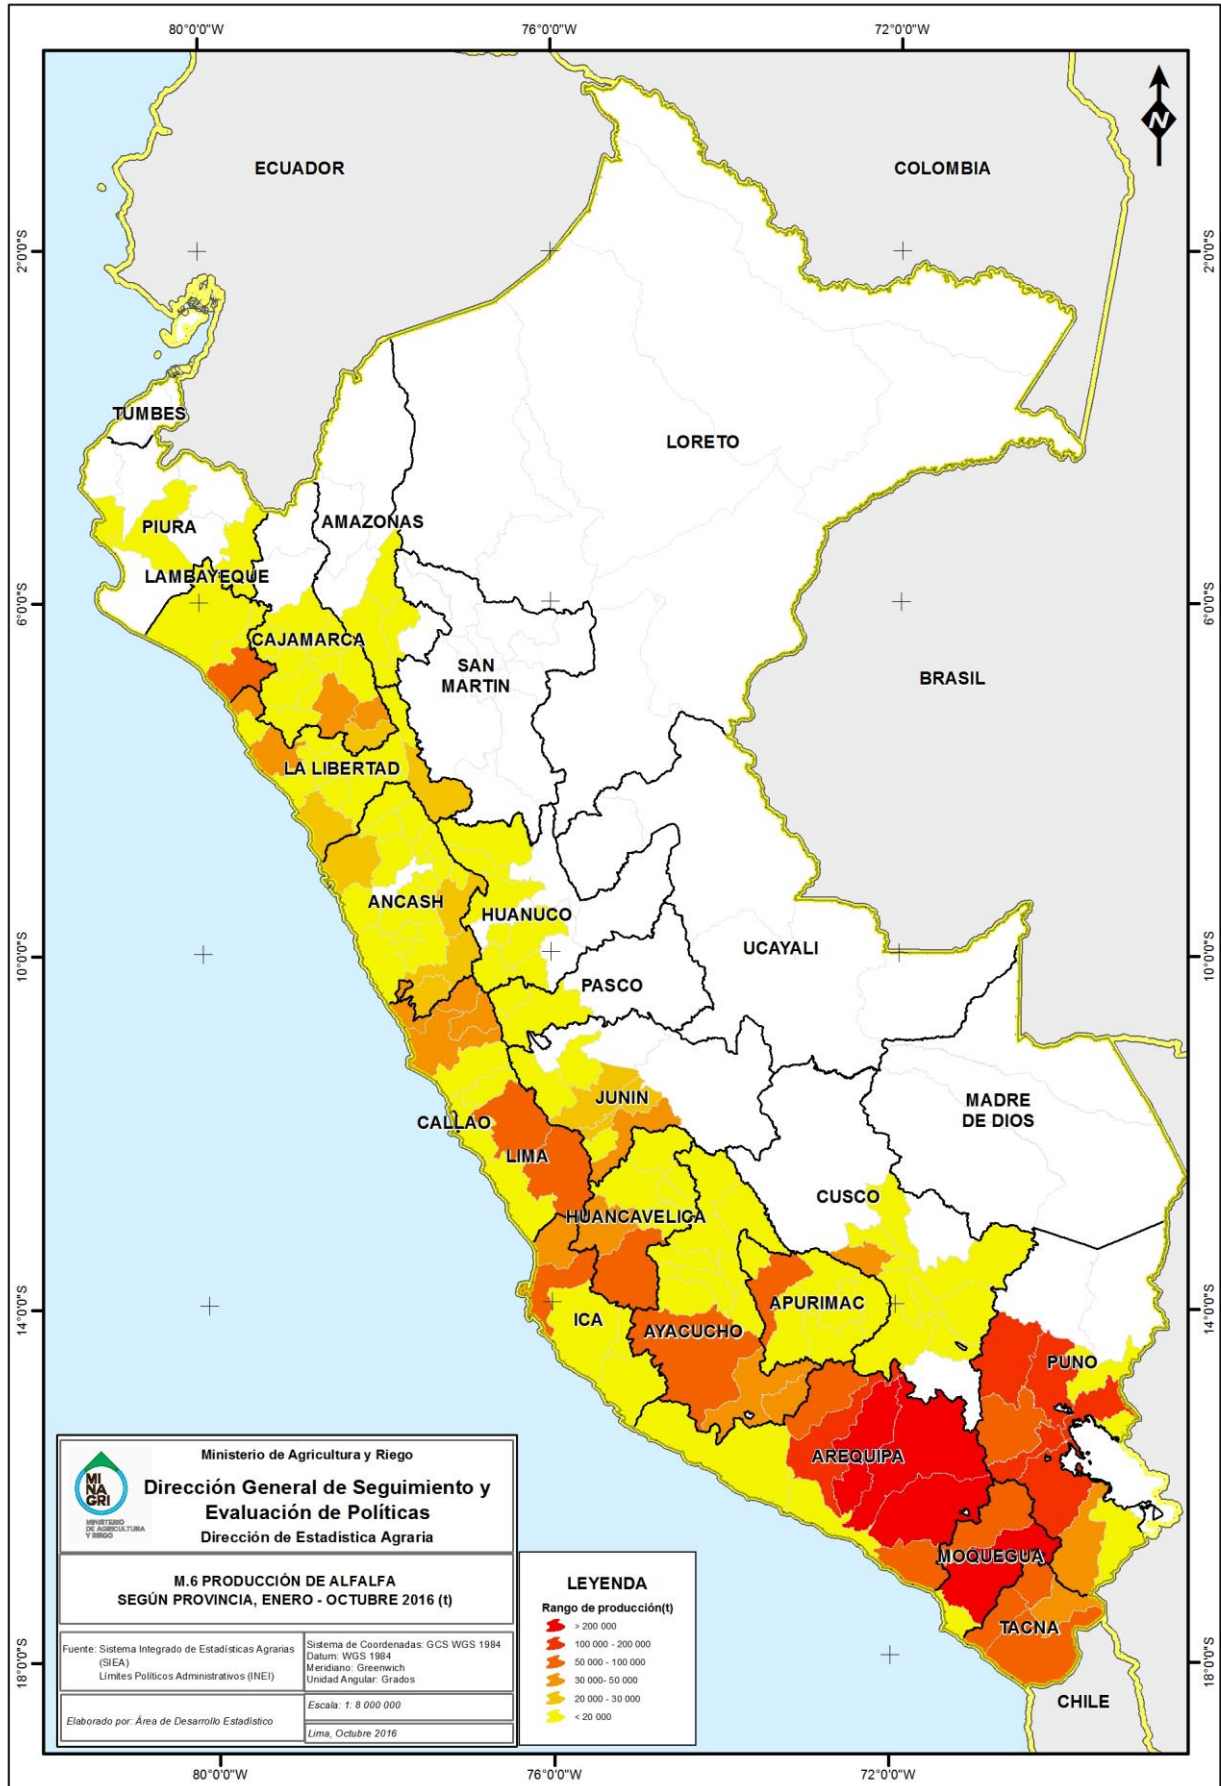 80°0'0"W 76°0'0"W 72°0'0"W
N
ECUADOR
COLOMBIA
2°0'0"S 2°0'0"S
TUMBES
LORETO
PIURA
AMAZONAS
LAMBAYEQUE
6°0'0"S 6°0'0"S
CAJAMARCA
SAN
MARTIN
BRASIL
LA LIBERTAD
ANCASH
HUANUCO
UCAYALI
10°0'0"S 10°0'0"S
PASCO
JUNIN
MADRE
DE DIOS
CALLAO
LIMA
CUSCO
HUANCAVELICA
14°0'0"S 14°0'0"S
APURIMAC
ICA
AYACUCHO
PUNO
AREQUIPA
MOQUEGUA
TACNA
18°0'0"S 18°0'0"S
CHILE
MI
NA
GRI
MINISTERIO
DE AGRICULTURA
Y RIEGO
Ministerio de Agricultura y Riego
Dirección General de Seguimiento y
Evaluación de Políticas
Dirección de Estadística Agraria
M.6 PRODUCCIÓN DE ALFALFA
SEGÚN PROVINCIA, ENERO - OCTUBRE 2016 (t)
Fuente: Sistema Integrado de Estadísticas Agrarias
(SIEA)
Límites Políticos Administrativos (INEI)
Sistema de Coordenadas: GCS WGS 1984
Datum: WGS 1984
Meridiano: Greenwich
Unidad Angular: Grados
Elaborado por: Área de Desarrollo Estadístico
Escala: 1: 8 000 000
Lima, Octubre 2016
LEYENDA
Rango de producción(t)
> 200 000
100 000 - 200 000
50 000 - 100 000
30 000- 50 000
20 000 - 30 000
< 20 000
80°0'0"W 76°0'0"W 72°0'0"W